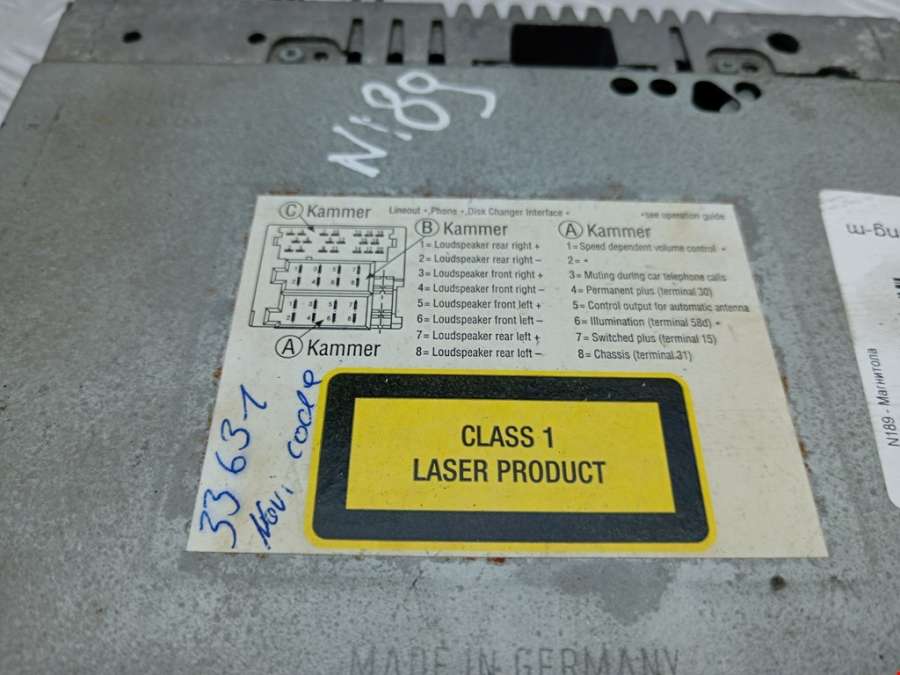 N189
C Kammer
Lineout *, Phone *, Disk Changer Interface *
*see operation guide
B Kammer
1= Loudspeaker rear right +
2= Loudspeaker rear right –
3= Loudspeaker front right +
4= Loudspeaker front right –
5= Loudspeaker front left +
6= Loudspeaker front left –
7= Loudspeaker rear left +
8= Loudspeaker rear left –
A Kammer
1= Speed dependent volume control *
2= *
3= Muting during car telephone calls
4= Permanent plus (terminal 30)
5= Control output for automatic antenna
6= Illumination (terminal 58d) *
7= Switched plus (terminal 15)
8= Chassis (terminal 31)
A Kammer
33631
Novi code
CLASS 1
LASER PRODUCT
MADE IN GERMANY
N189 - Магнитола